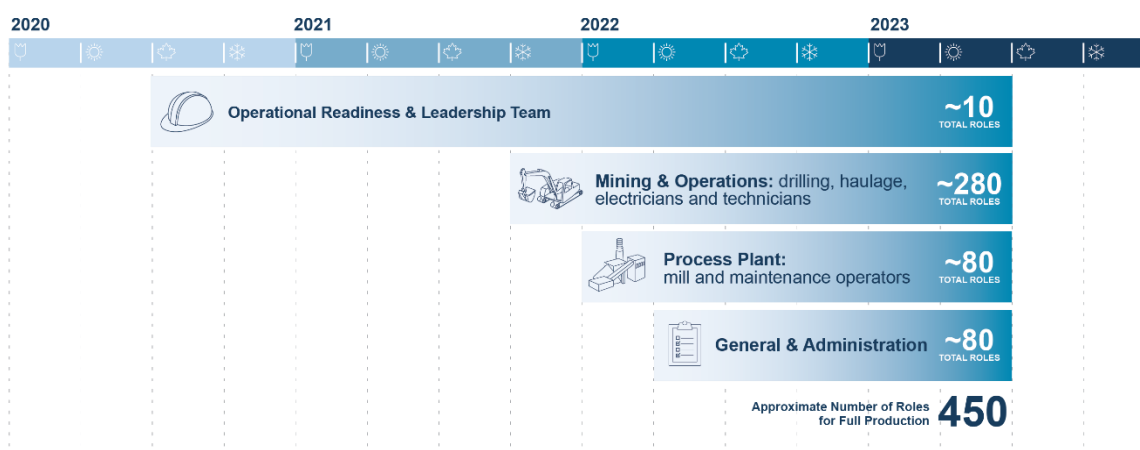 2020 2021 2022 2023
Operational Readiness & Leadership Team
~10
TOTAL ROLES
Mining & Operations: drilling, haulage,
electricians and technicians
~280
TOTAL ROLES
Process Plant:
mill and maintenance operators
~80
TOTAL ROLES
General & Administration
~80
TOTAL ROLES
Approximate Number of Roles
for Full Production
450